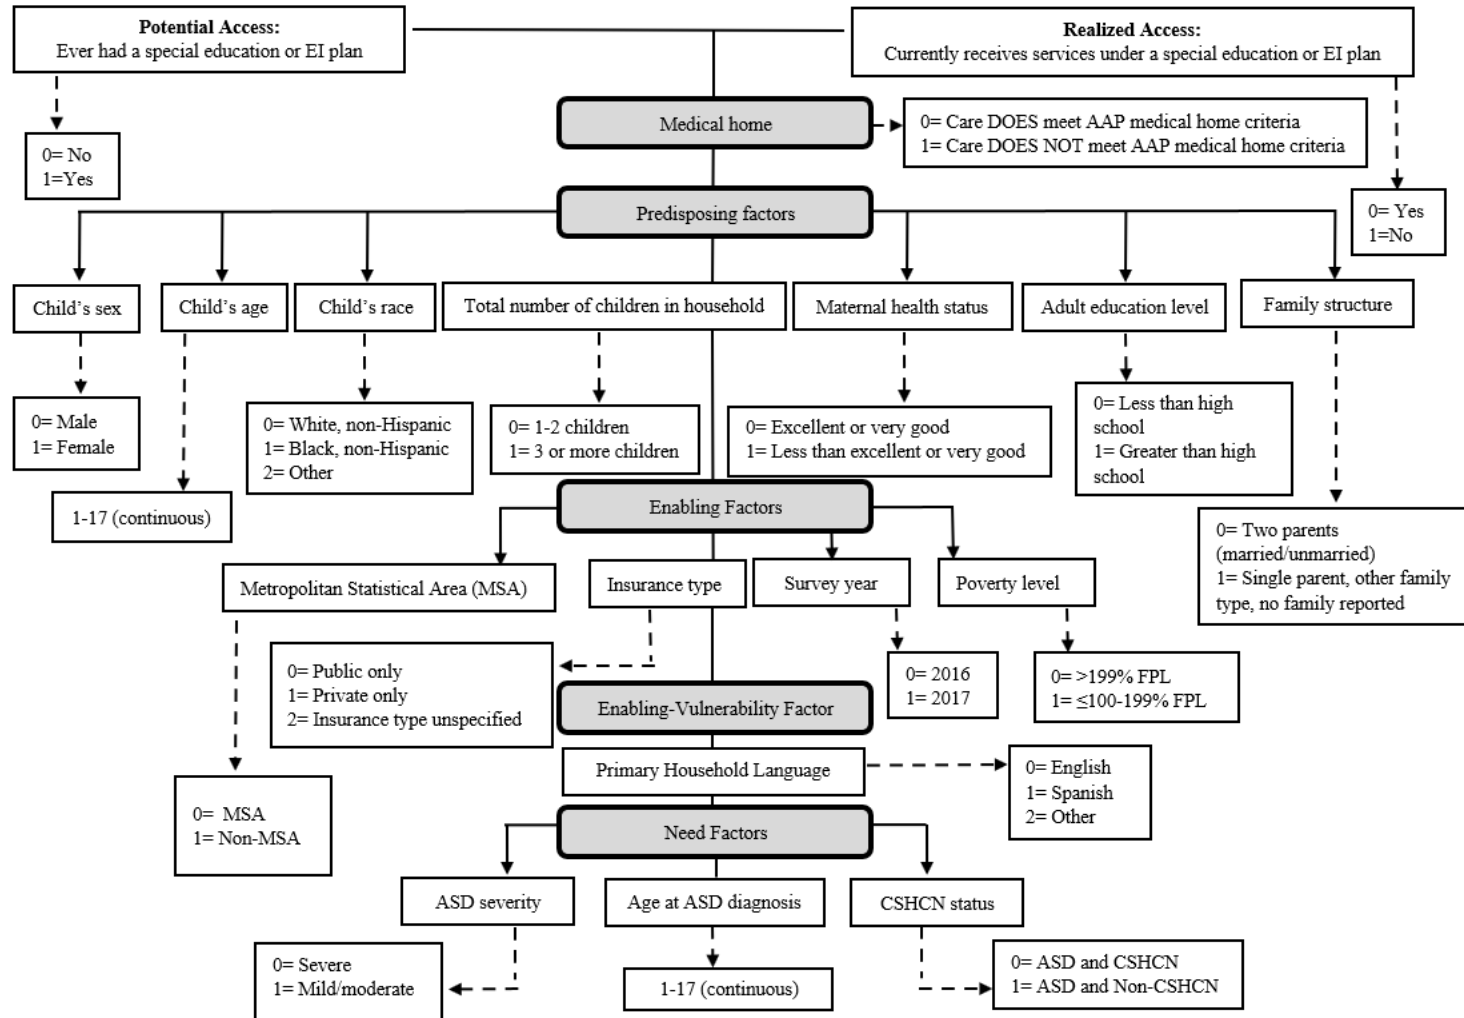 Potential Access:
Ever had a special education or EI plan
Realized Access:
Currently receives services under a special education or EI plan
Medical home
0= Care DOES meet AAP medical home criteria
1= Care DOES NOT meet AAP medical home criteria
0= No
1=Yes
0= Yes
1=No
Predisposing factors
Child’s sex
Child’s age
Child’s race
Total number of children in household
Maternal health status
Adult education level
Family structure
0= Male
1= Female
1-17 (continuous)
0= White, non-Hispanic
1= Black, non-Hispanic
2= Other
0= 1-2 children
1= 3 or more children
0= Excellent or very good
1= Less than excellent or very good
0= Less than high
school
1= Greater than high
school
0= Two parents
(married/unmarried)
1= Single parent, other family
type, no family reported
Enabling Factors
Metropolitan Statistical Area (MSA)
Insurance type
Survey year
Poverty level
0= MSA
1= Non-MSA
0= Public only
1= Private only
2= Insurance type unspecified
0= 2016
1= 2017
0= >199% FPL
1= ≤100-199% FPL
Enabling-Vulnerability Factor
Primary Household Language
0= English
1= Spanish
2= Other
Need Factors
ASD severity
Age at ASD diagnosis
CSHCN status
0= Severe
1= Mild/moderate
1-17 (continuous)
0= ASD and CSHCN
1= ASD and Non-CSHCN